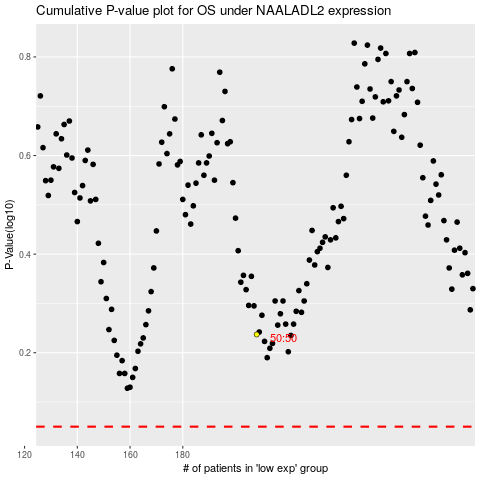 Cumulative P-value plot for OS under NAALADL2 expression
P-Value(log10)
0.8
0.6
0.4
0.2
50:50
120 140 160 180
# of patients in 'low exp' group